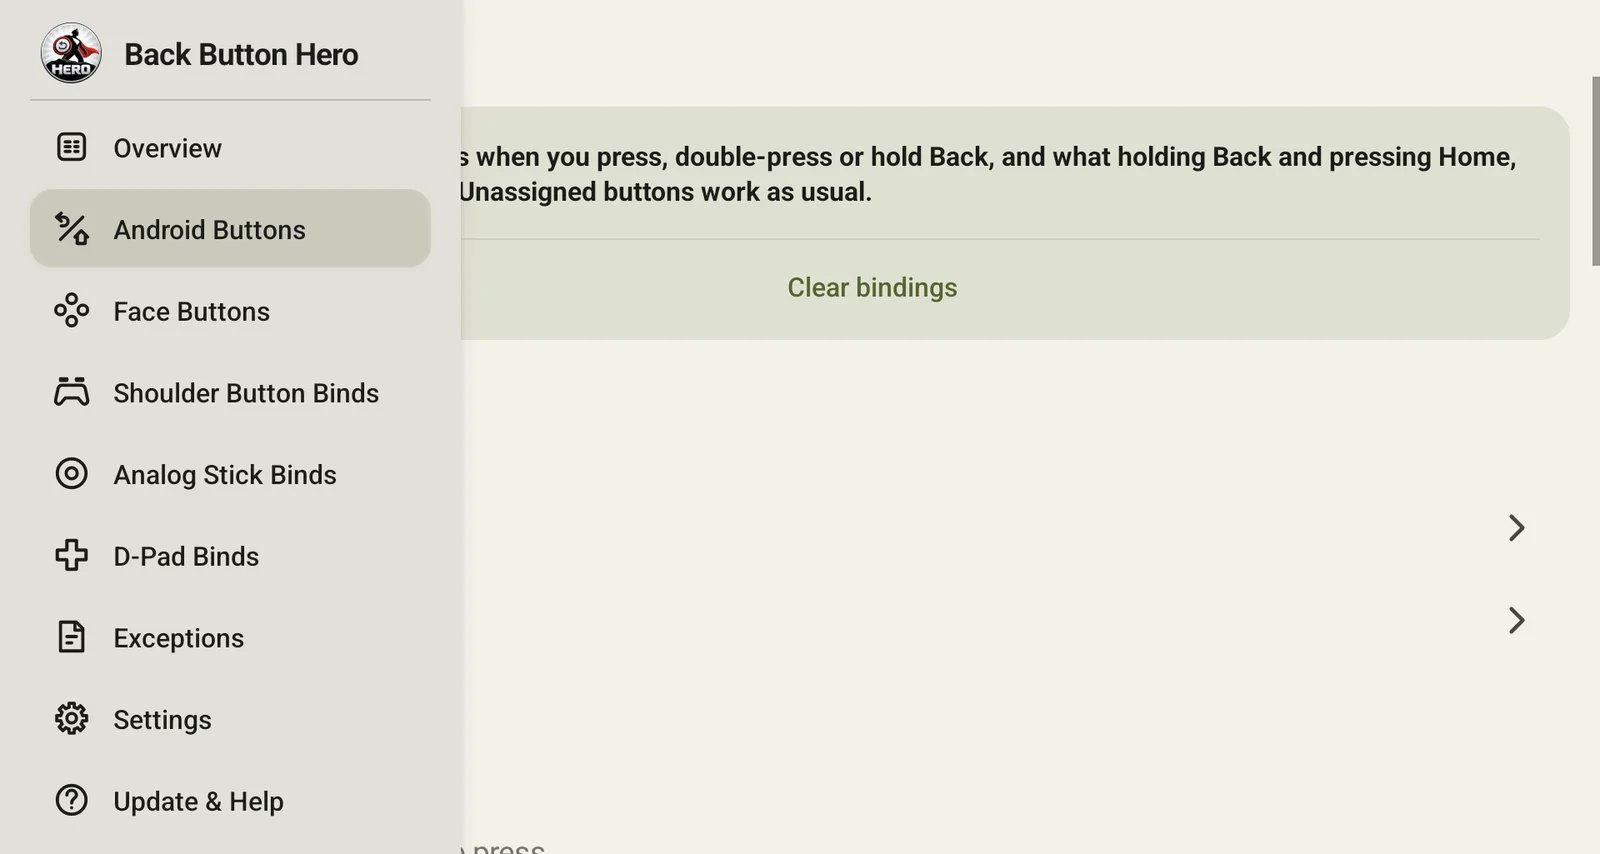 HERO
Back Button Hero
Overview
Android Buttons
Face Buttons
Shoulder Button Binds
Analog Stick Binds
D-Pad Binds
Exceptions
Settings
Update & Help
when you press, double-press or hold Back, and what holding Back and pressing Home,
Unassigned buttons work as usual.
Clear bindings
press